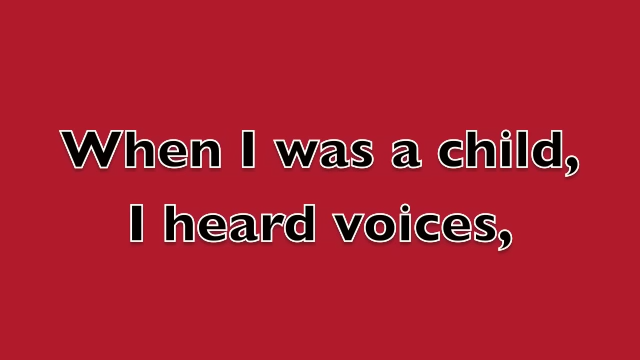 When I was a child,
I heard voices,